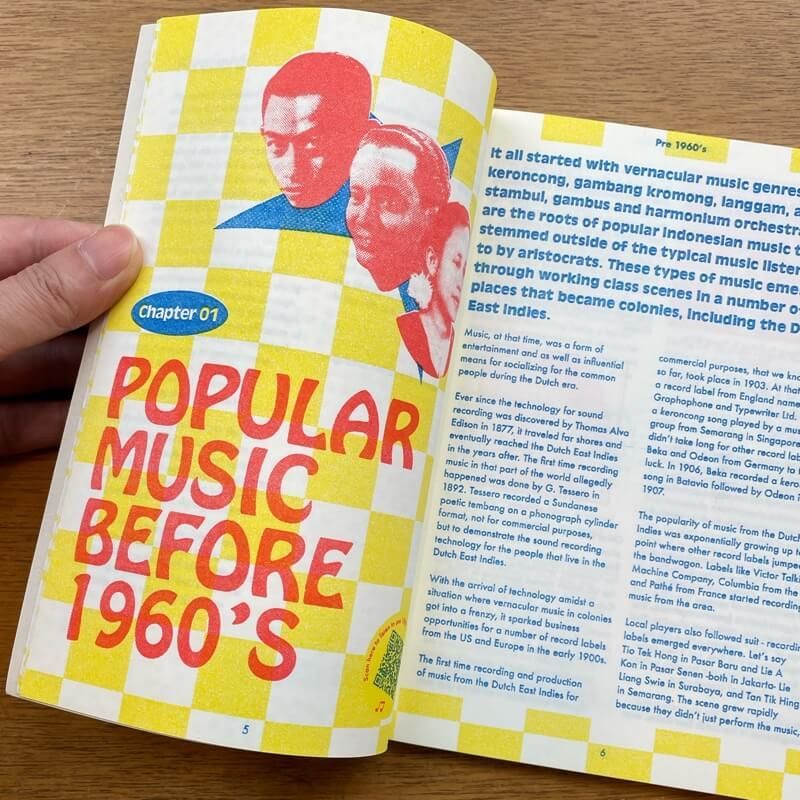 Chapter 01
POPULAR
MUSIC
BEFORE
1960'S
Scan here to listen to
5
Pre 1960's
It all started with vernacular music genres
keroncong, gambang kromong, langgam, a
stambul, gambus and harmonium orchestra
are the roots of popular Indonesian music t
stemmed outside of the typical music listen
to by aristocrats. These types of music eme
through working class scenes in a number o
places that became colonies, including the D
East Indies.
Music, at that time, was a form of
entertainment and as well as influential
means for socializing for the common
people during the Dutch era.
Ever since the technology for sound
recording was discovered by Thomas Alva
Edison in 1877, it traveled far shores and
eventually reached the Dutch East Indies
in the years after. The first time recording
music in that part of the world allegedly
happened was done by G. Tessero in
1892. Tessero recorded a Sundanese
poetic tembang on a phonograph cylinder
format, not for commercial purposes,
but to demonstrate the sound recording
technology for the people that live in the
Dutch East Indies.
With the arrival of technology amidst a
situation where vernacular music in colonies
got into a frenzy, it sparked business
opportunities for a number of record labels
from the US and Europe in the early 1900s.
The first time recording and production
of music from the Dutch East Indies for
commercial purposes, that we kno
so far, took place in 1903. At that
a record label from England name
Graphophone and Typewriter Ltd.
a keroncong song played by a mus
group from Semarang in Singapore
didn't take long for other record lab
Beka and Odeon from Germany to t
luck. In 1906, Beka recorded a kero
song in Batavia followed by Odeon i
1907.
The popularity of music from the Dutch
Indies was exponentially growing up t
point where other record labels jumped
the bandwagon. Labels like Victor Talki
Machine Company, Columbia from the
and Pathé from France started recordin
music from the area.
Local players also followed suit - recordin
labels emerged everywhere. Let's say
Tio Tek Hong in Pasar Baru and Lie A
Kon in Pasar Senen -both in Jakarta- Lie
Liang Swie in Surabaya, and Tan Tik Hing
in Semarang. The scene grew rapidly
because they didn't just perform the music,
6